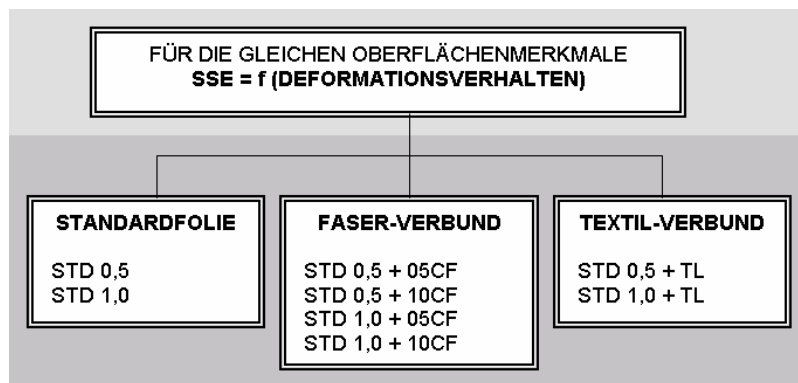 FÜR DIE GLEICHEN OBERFLÄCHENMERKMALE
SSE = f (DEFORMATIONSVERHALTEN)
STANDARDFOLIE
STD 0,5
STD 1,0
FASER-VERBUND
STD 0,5 + 05CF
STD 0,5 + 10CF
STD 1,0 + 05CF
STD 1,0 + 10CF
TEXTIL-VERBUND
STD 0,5 + TL
STD 1,0 + TL